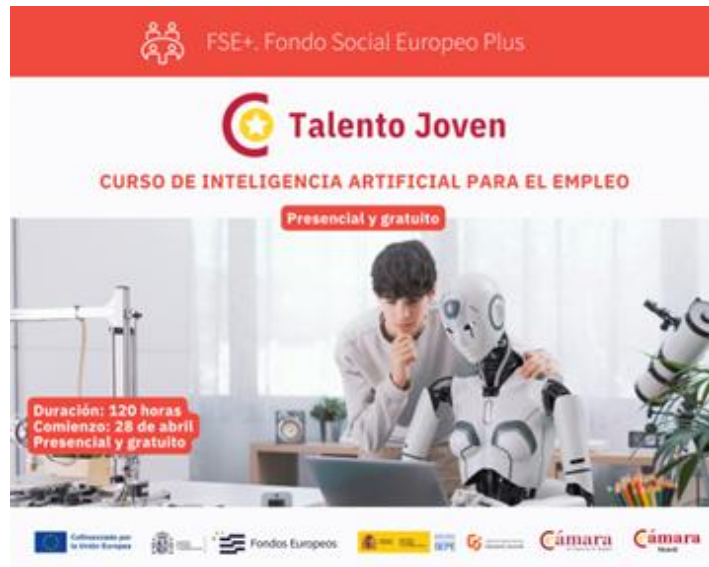 FSE+. Fondo Social Europeo Plus
Talento Joven
CURSO DE INTELIGENCIA ARTIFICIAL PARA EL EMPLEO
Presencial y gratuito
Duración: 120 horas
Comienzo: 28 de abril
Presencial y gratuito
Cofinanciado por
la Unión Europea
Fondos Europeos
SEPE
Cámara
Cámara